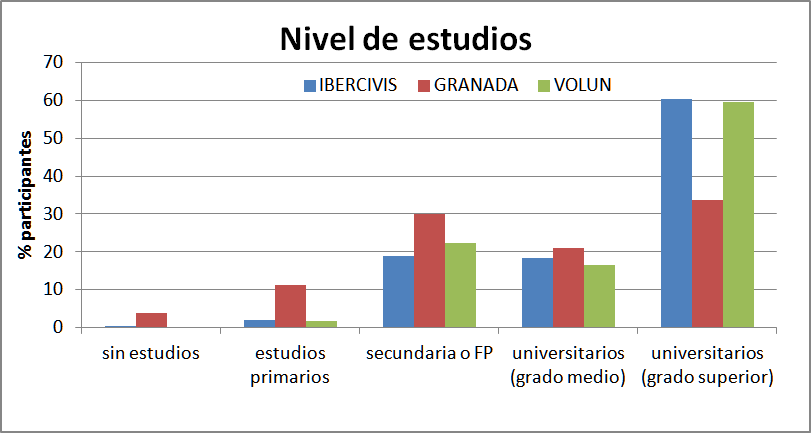 Nivel de estudios
IBERCIVIS GRANADA VOLUN
% participantes
70
60
50
40
30
20
10
0
sin estudios
estudios
primarios
secundaria o FP
universitarios
(grado medio)
universitarios
(grado superior)